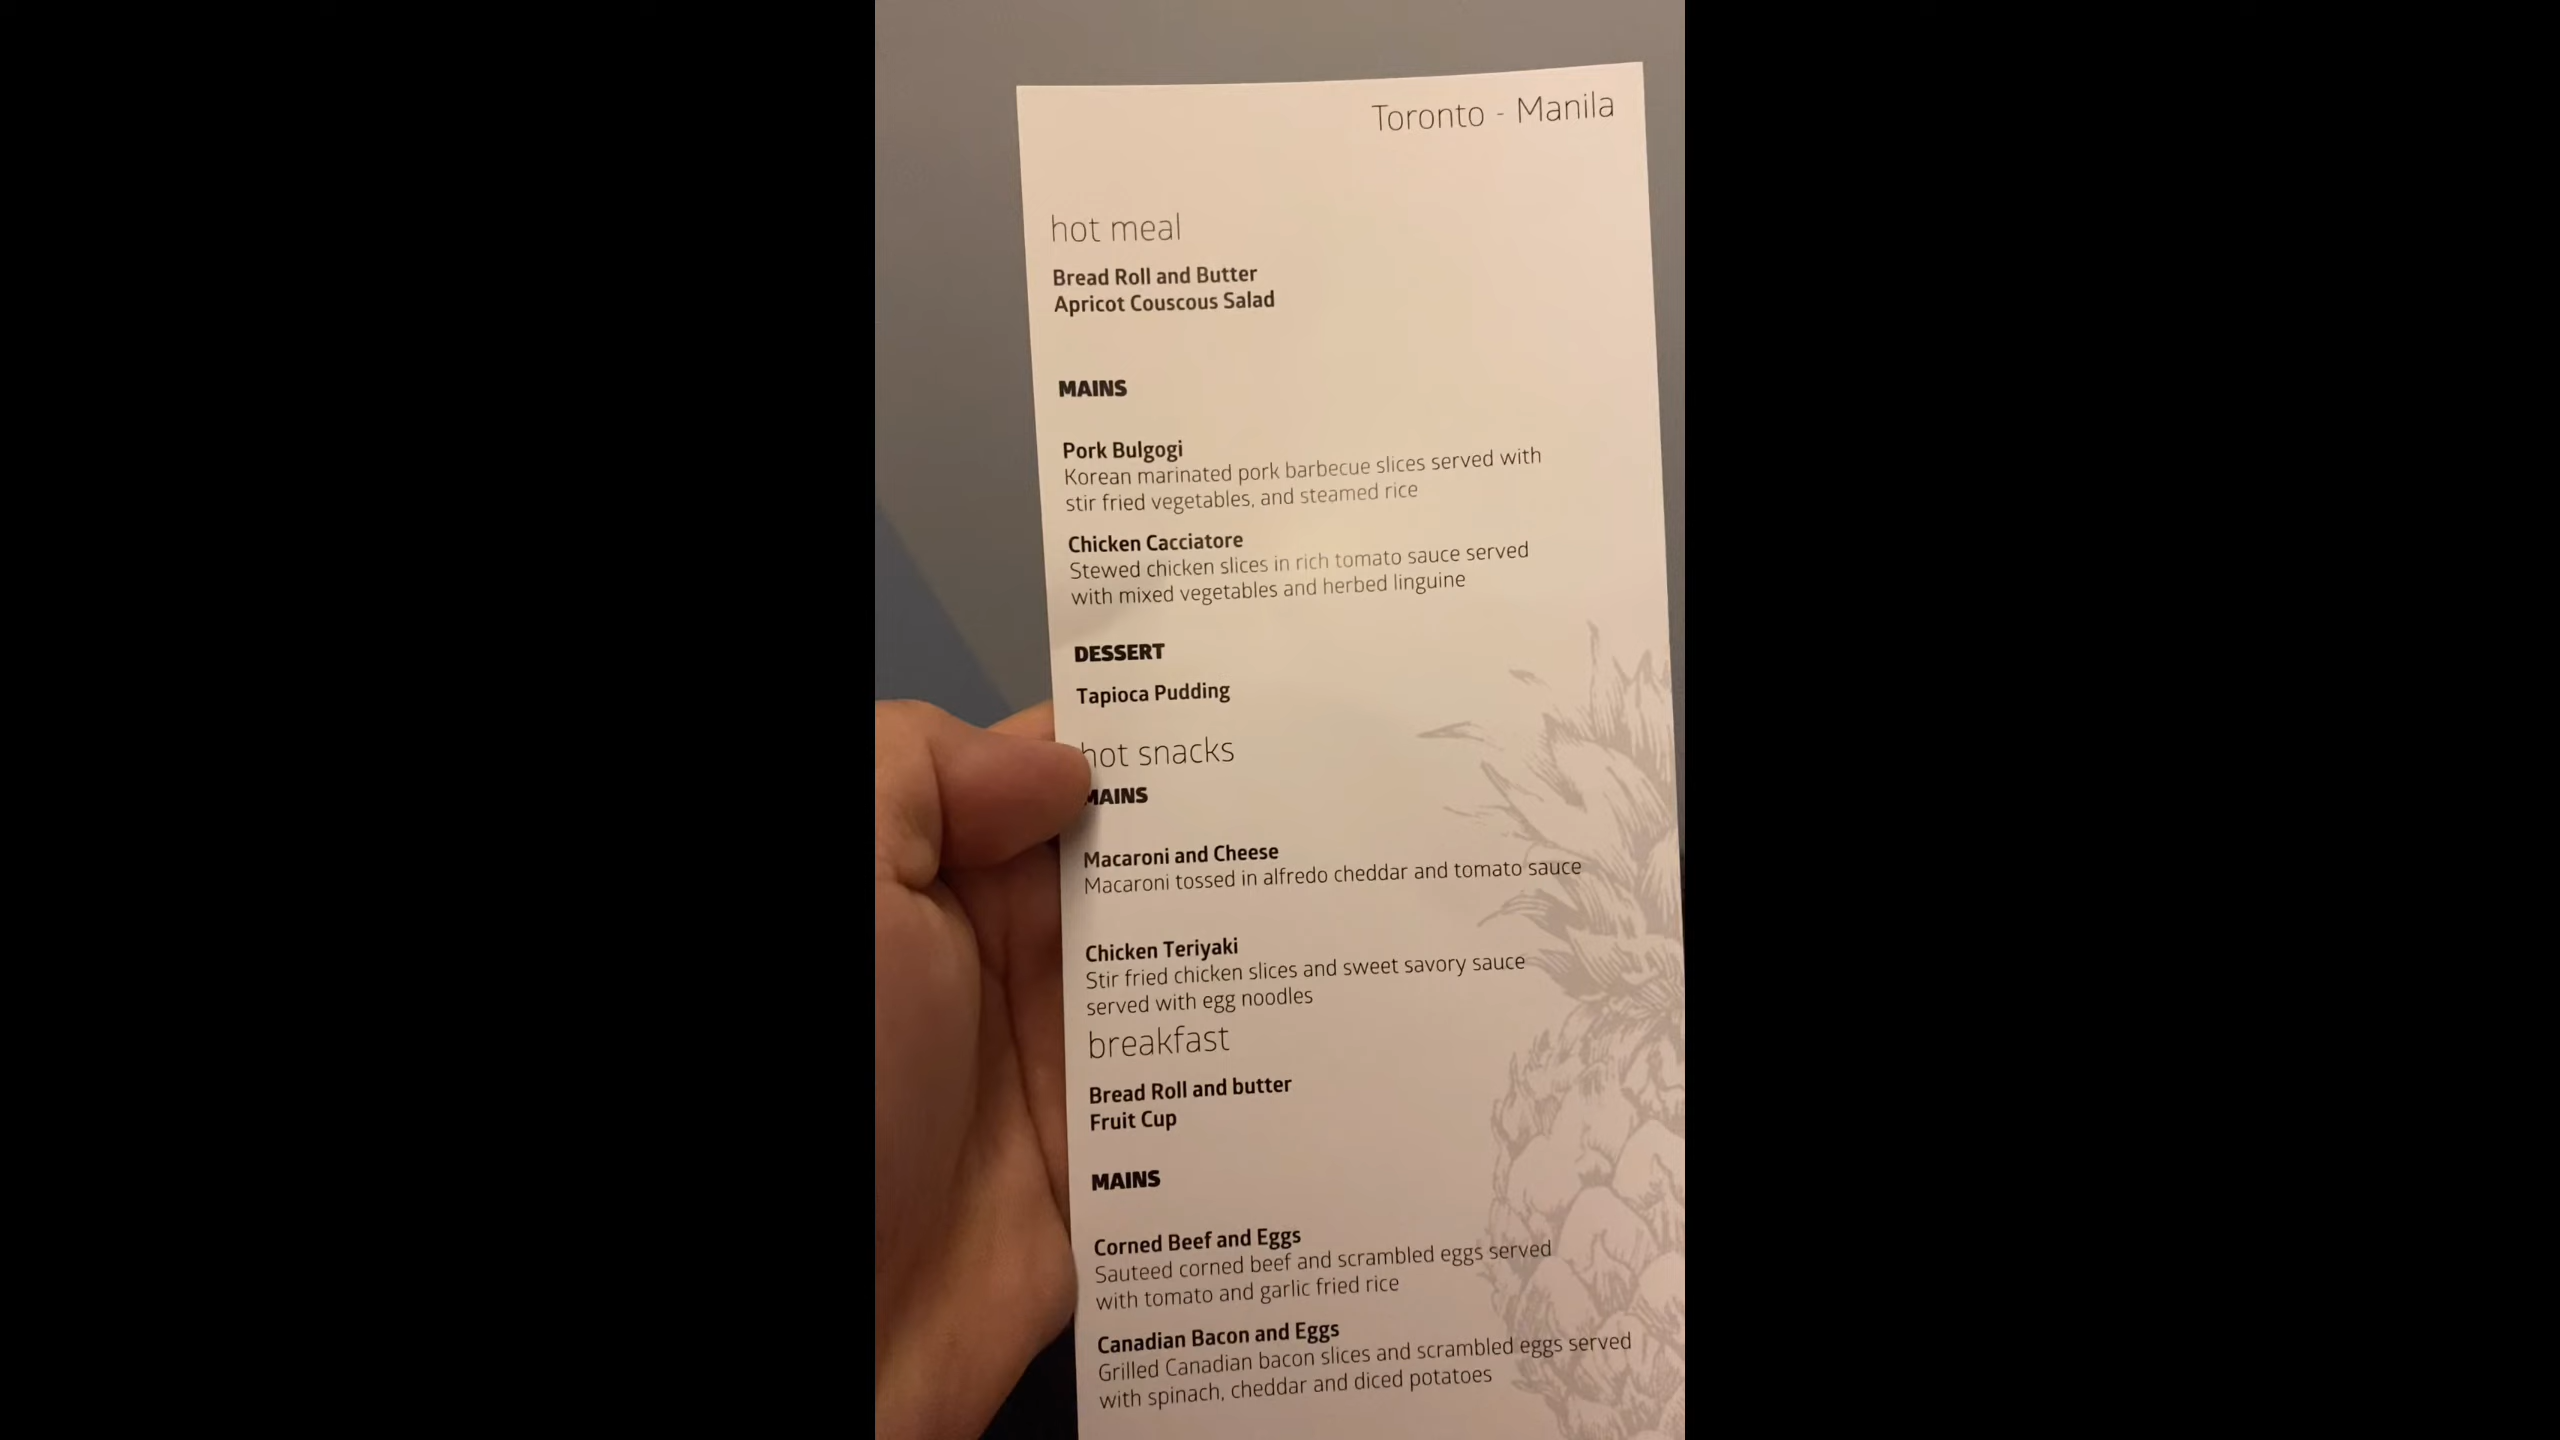 Toronto - Manila
hot meal
Bread Roll and Butter
Apricot Couscous Salad
MAINS
Pork Bulgogi
Korean marinated pork barbecue slices served with
stir fried vegetables, and steamed rice
Chicken Cacciatore
Stewed chicken slices in rich tomato sauce served
with mixed vegetables and herbed linguine
DESSERT
Tapioca Pudding
hot snacks
MAINS
Macaroni and Cheese
Macaroni tossed in alfredo cheddar and tomato sauce
Chicken Teriyaki
Stir fried chicken slices and sweet savory sauce
served with egg noodles
breakfast
Bread Roll and butter
Fruit Cup
MAINS
Corned Beef and Eggs
Sauteed corned beef and scrambled eggs served
with tomato and garlic fried rice
Canadian Bacon and Eggs
Grilled Canadian bacon slices and scrambled eggs served
with spinach, cheddar and diced potatoes